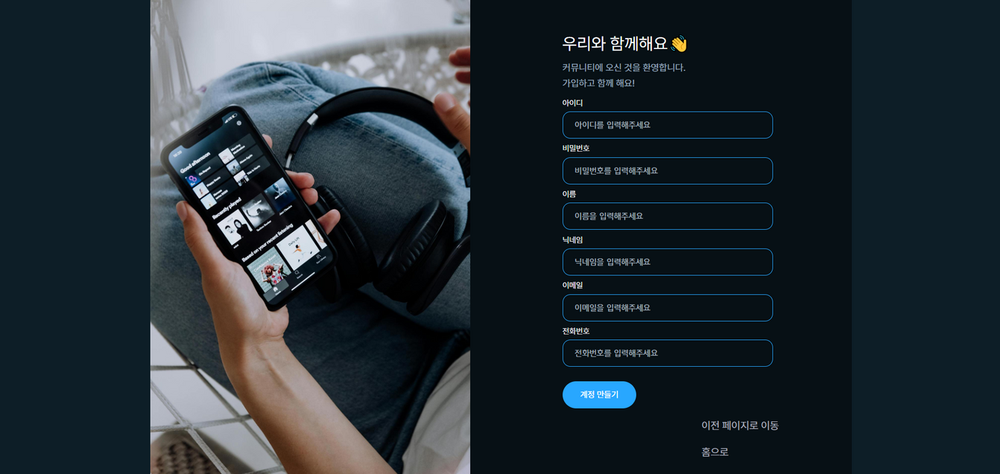 우리와 함께해요 👋
커뮤니티에 오신 것을 환영합니다.
가입하고 함께 해요!
아이디
아이디를 입력해주세요
비밀번호
비밀번호를 입력해주세요
이름
이름을 입력해주세요
닉네임
닉네임을 입력해주세요
이메일
이메일을 입력해주세요
전화번호
전화번호를 입력해주세요
계정 만들기
이전 페이지로 이동
홈으로
Good afternoon
On Repeat
Recently played
Based on your recent listening
Daily Lift